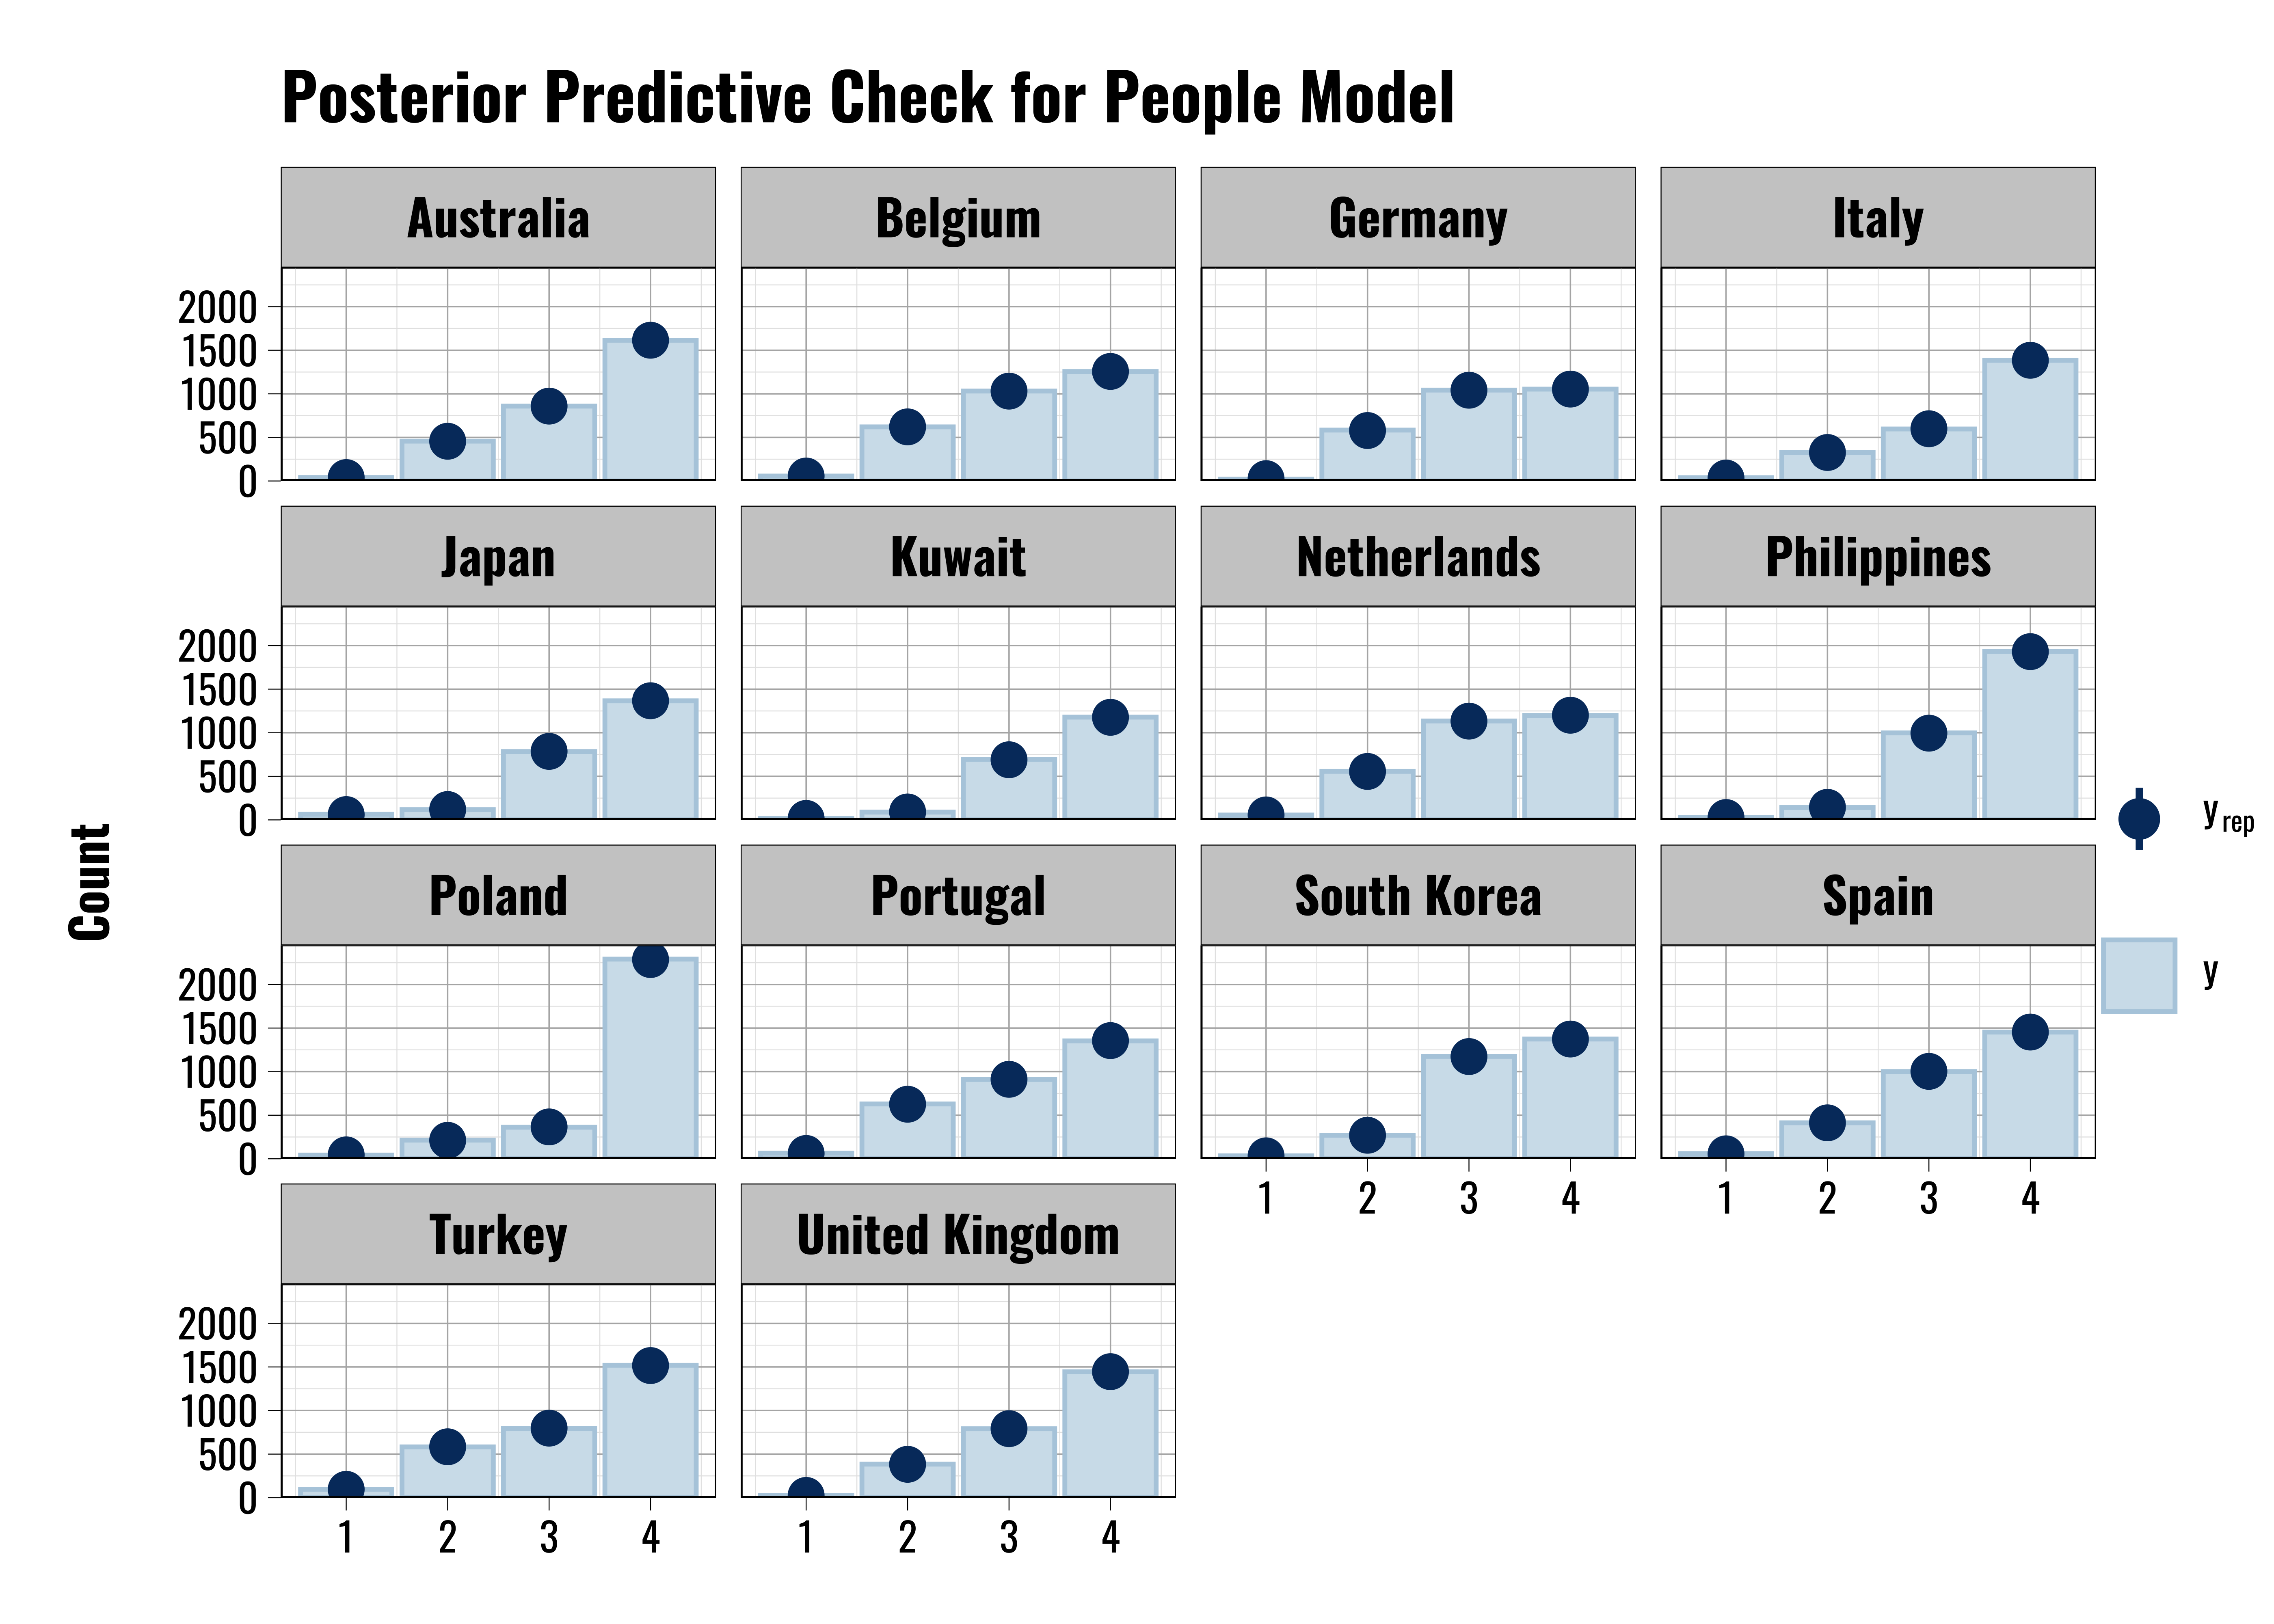 Posterior Predictive Check for People Model
Australia
Belgium
Germany
Italy
2000
1500
1000
500
0
Japan
Kuwait
Netherlands
Philippines
2000
1500
1000
500
0
Count
y rep
y
Poland
Portugal
South Korea
Spain
2000
1500
1000
500
0
1 2 3 4
1 2 3 4
Turkey
United Kingdom
2000
1500
1000
500
0
1 2 3 4
1 2 3 4